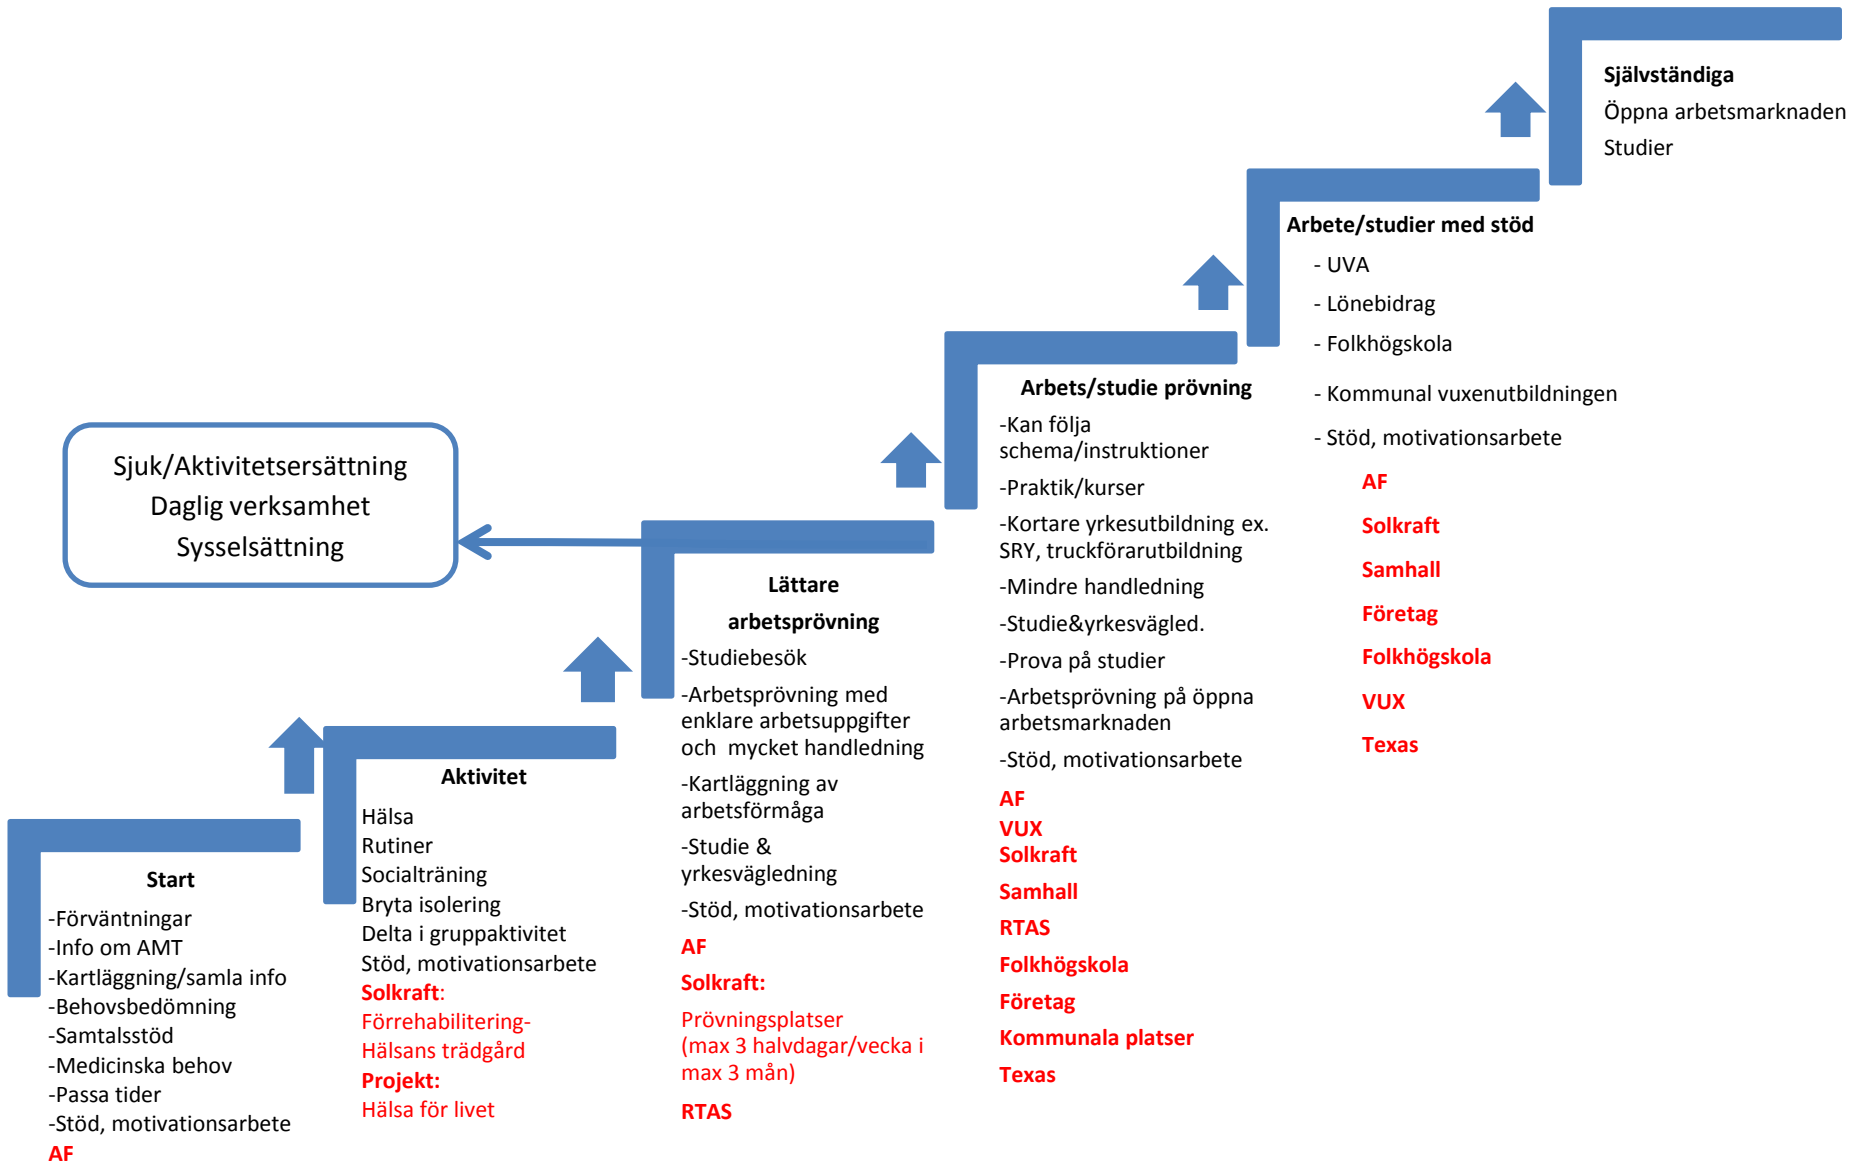 Start
-Förväntningar
-Info om AMT
-Kartläggning/samla info
-Behovsbedömning
-Samtalsstöd
-Medicinska behov
-Passa tider
-Stöd, motivationsarbete
AF
Aktivitet
Hälsa
Rutiner
Socialträning
Bryta isolering
Delta i gruppaktivitet
Stöd, motivationsarbete
Solkraft:
Förrehabilitering-
Hälsans trädgård
Projekt:
Hälsa för livet
Sjuk/Aktivitetsersättning
Daglig verksamhet
Sysselsättning
Lättare
arbetsprövning
-Studiebesök
-Arbetsprövning med
enklare arbetsuppgifter
och mycket handledning
-Kartläggning av
arbetsförmåga
-Studie &
yrkesvägledning
-Stöd, motivationsarbete
AF
Solkraft:
Prövningsplatser
(max 3 halvdagar/vecka i
max 3 mån)
RTAS
Arbets/studie prövning
-Kan följa
schema/instruktioner
-Praktik/kurser
-Kortare yrkesutbildning ex.
SRY, truckförarutbildning
-Mindre handledning
-Studie&yrkesvägled.
-Prova på studier
-Arbetsprövning på öppna
arbetsmarknaden
-Stöd, motivationsarbete
AF
VUX
Solkraft
Samhall
RTAS
Folkhögskola
Företag
Kommunala platser
Texas
Arbete/studier med stöd
- UVA
- Lönebidrag
- Folkhögskola
- Kommunal vuxenutbildningen
- Stöd, motivationsarbete
AF
Solkraft
Samhall
Företag
Folkhögskola
VUX
Texas
Självständiga
Öppna arbetsmarknaden
Studier